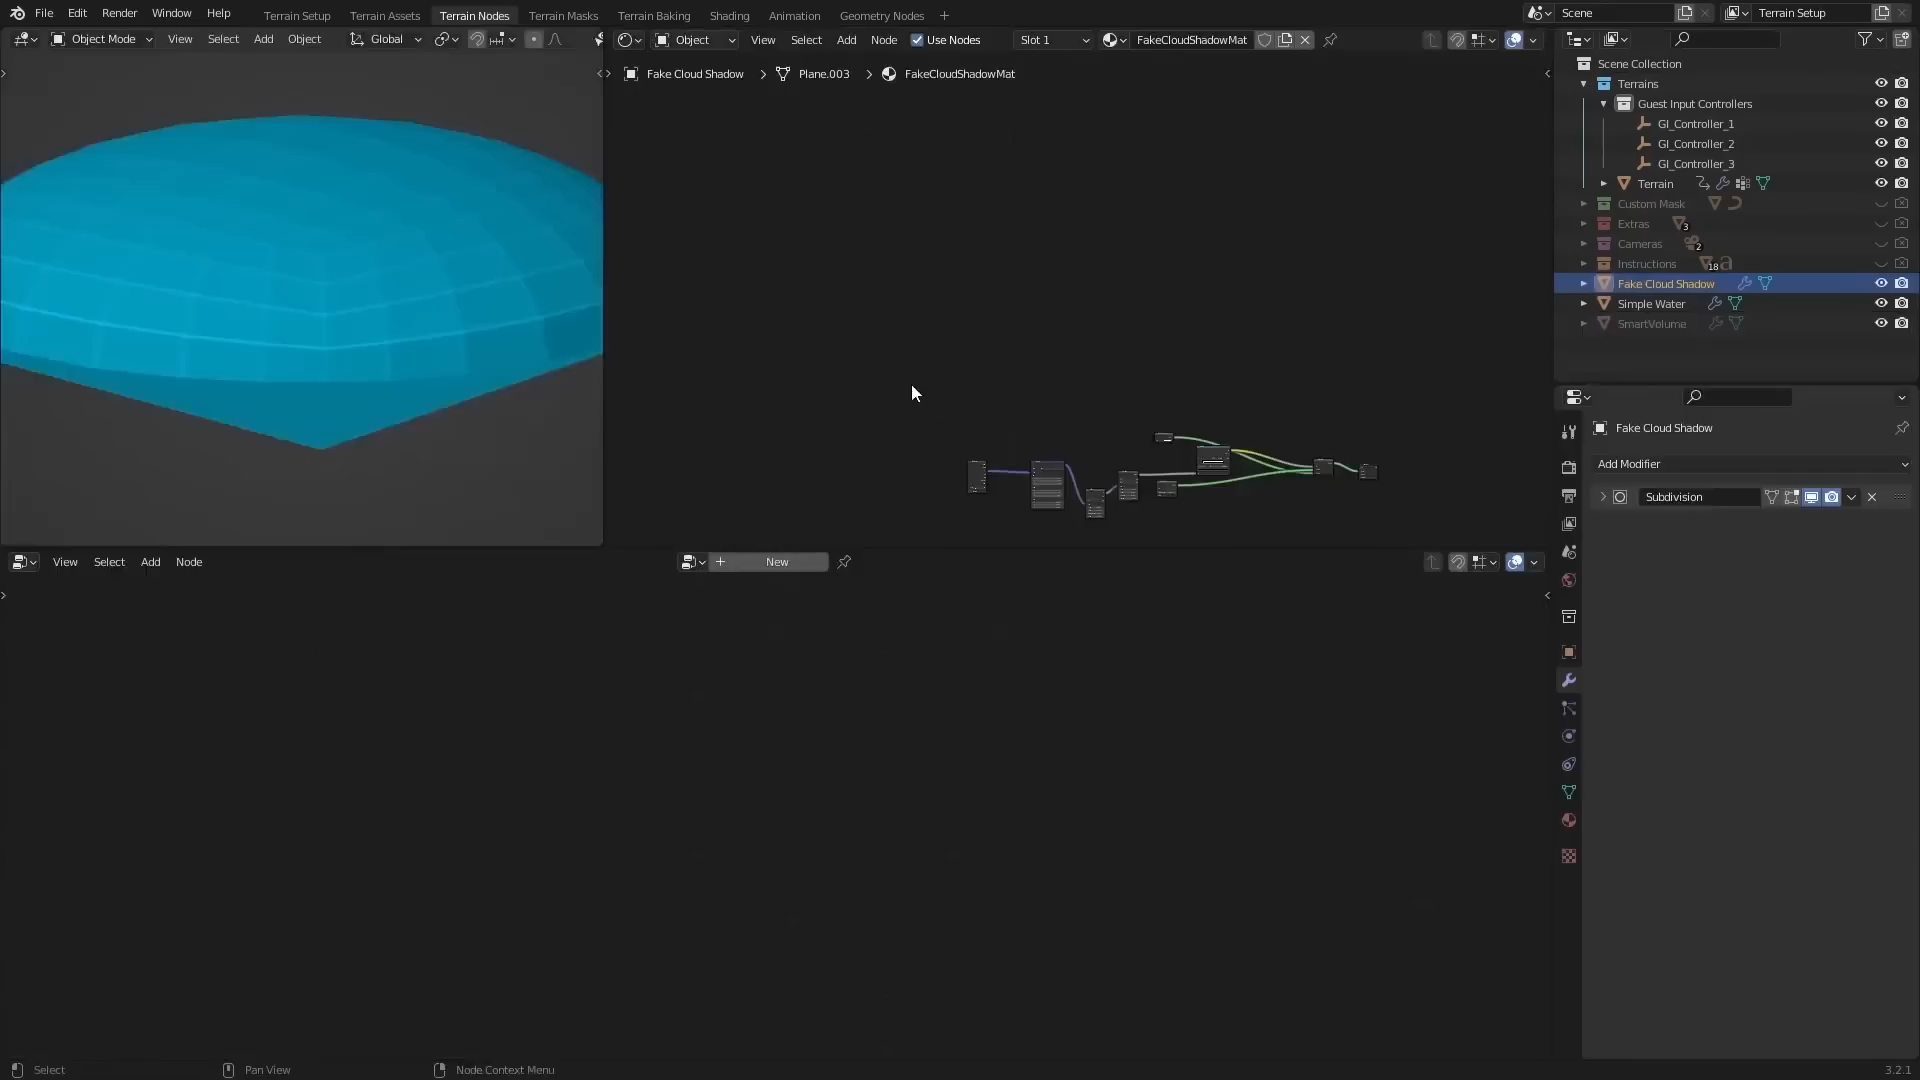 File Edit Render Window Help Terrain Setup Terrain Assets Terrain Nodes Terrain Masks Terrain Baking Shading Animation Geometry Nodes + Scene Terrain Setup
Object Mode View Select Add Object Global Object View Select Add Node Use Nodes Slot 1 FakeCloudShadowMat
Fake Cloud Shadow > Plane.003 > FakeCloudShadowMat
Scene Collection
Terrains
Guest Input Controllers
GI_Controller_1
GI_Controller_2
GI_Controller_3
Terrain
Custom Mask
Extras 3
Cameras 2
Instructions 18 a
Fake Cloud Shadow
Simple Water
SmartVolume
Fake Cloud Shadow
Add Modifier
Subdivision
View Select Add Node + New
Select Pan View Node Context Menu 3.2.1